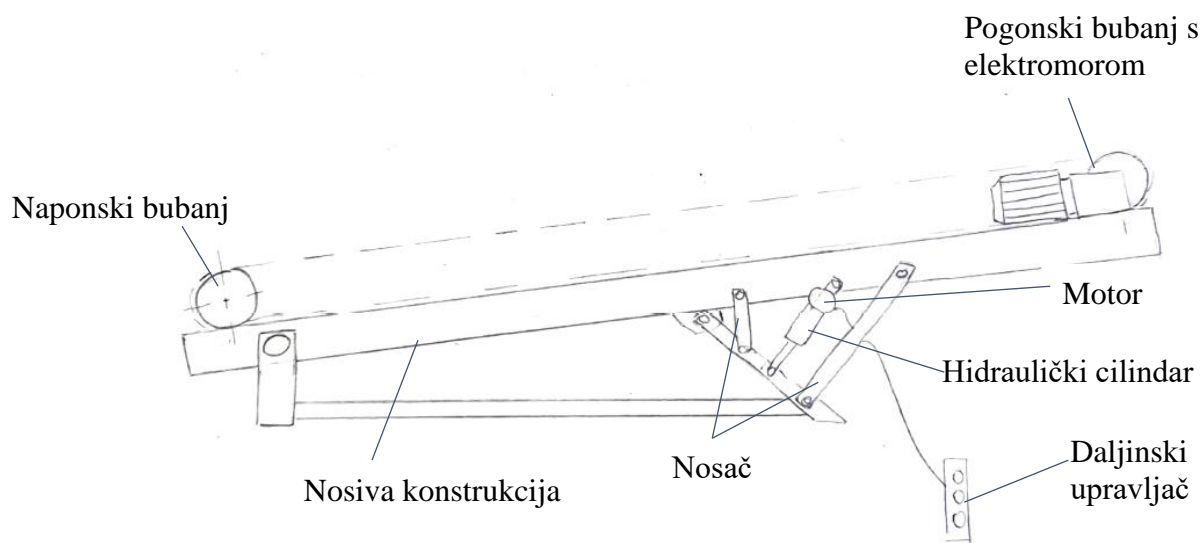 Pogonski bubanj s
elektromorom
Naponski bubanj
Motor
Hidraulički cilindar
Nosač
Nosiva konstrukcija
Daljinski
upravljač